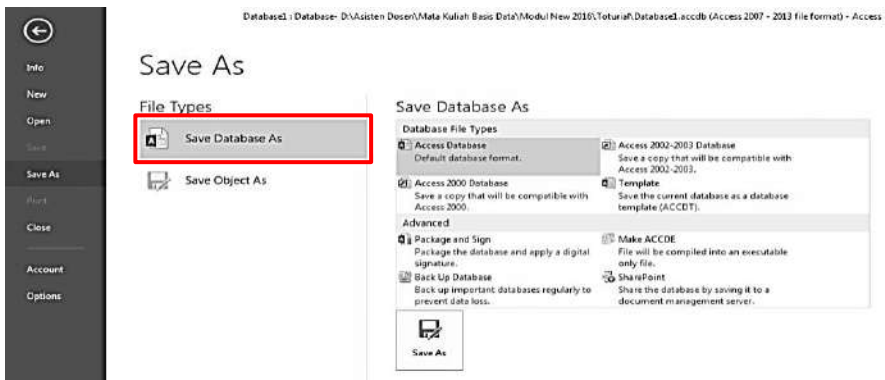 Database1 : Database- D:\Asisten Dosen\Mata Kuliah Basis Data\Modul New 2016\Toturial\Database1.accdb (Access 2007 - 2013 file format) - Access
Info
New
Open
Save
Save As
Print
Close
Account
Options
Save As
File Types
Save Database As
Save Object As
Save Database As
Database File Types
Access Database
Default database format.
Access 2002-2003 Database
Save a copy that will be compatible with
Access 2002-2003.
Access 2000 Database
Save a copy that will be compatible with
Access 2000.
Template
Save the current database as a database
template (ACCDT).
Advanced
Package and Sign
Package the database and apply a digital
signature.
Make ACCDE
File will be compiled into an executable
only file.
Back Up Database
Back up important databases regularly to
prevent data loss.
SharePoint
Share the database by saving it to a
document management server.
Save As